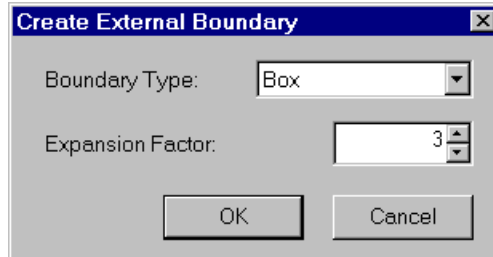 Create External Boundary
Boundary Type: Box
Expansion Factor: 3
OK Cancel